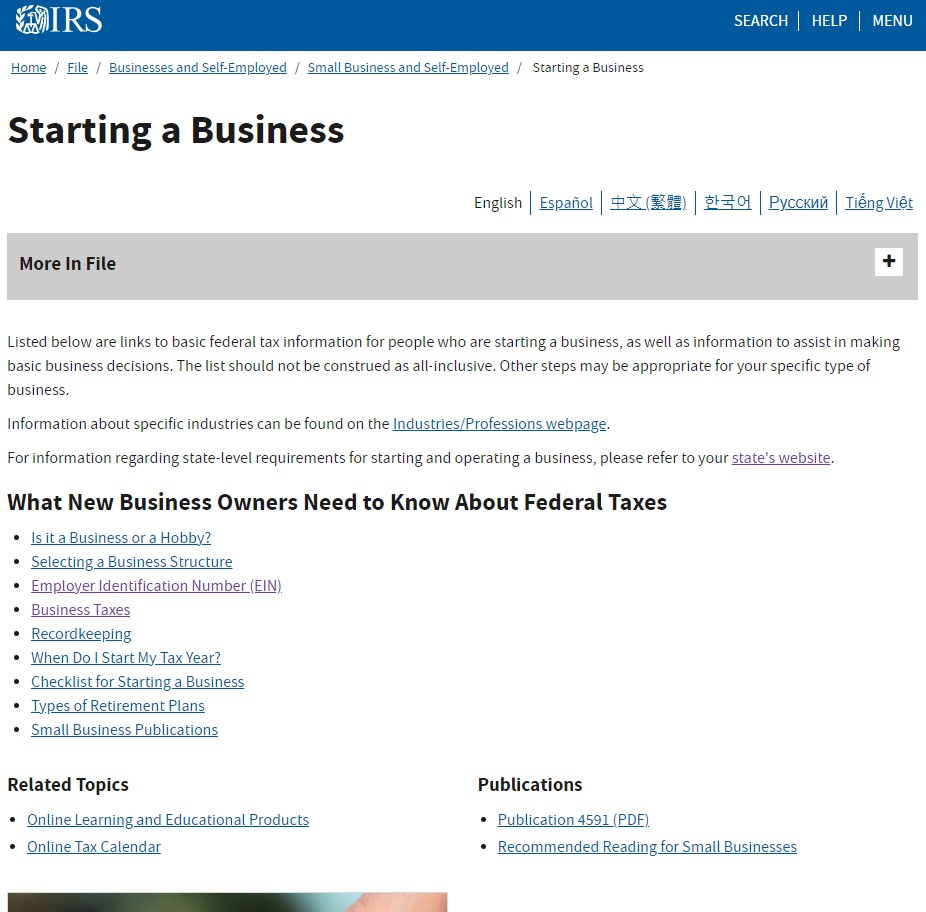 IRS
SEARCH HELP MENU
Home / File / Businesses and Self-Employed / Small Business and Self-Employed / Starting a Business
Starting a Business
English Español 中文 (繁體) 한국어 Русский Tiếng Việt
More In File +
Listed below are links to basic federal tax information for people who are starting a business, as well as information to assist in making
basic business decisions. The list should not be construed as all-inclusive. Other steps may be appropriate for your specific type of
business.
Information about specific industries can be found on the Industries/Professions webpage.
For information regarding state-level requirements for starting and operating a business, please refer to your state's website.
What New Business Owners Need to Know About Federal Taxes
• Is it a Business or a Hobby?
• Selecting a Business Structure
• Employer Identification Number (EIN)
• Business Taxes
• Recordkeeping
• When Do I Start My Tax Year?
• Checklist for Starting a Business
• Types of Retirement Plans
• Small Business Publications
Related Topics
• Online Learning and Educational Products
• Online Tax Calendar
Publications
• Publication 4591 (PDF)
• Recommended Reading for Small Businesses